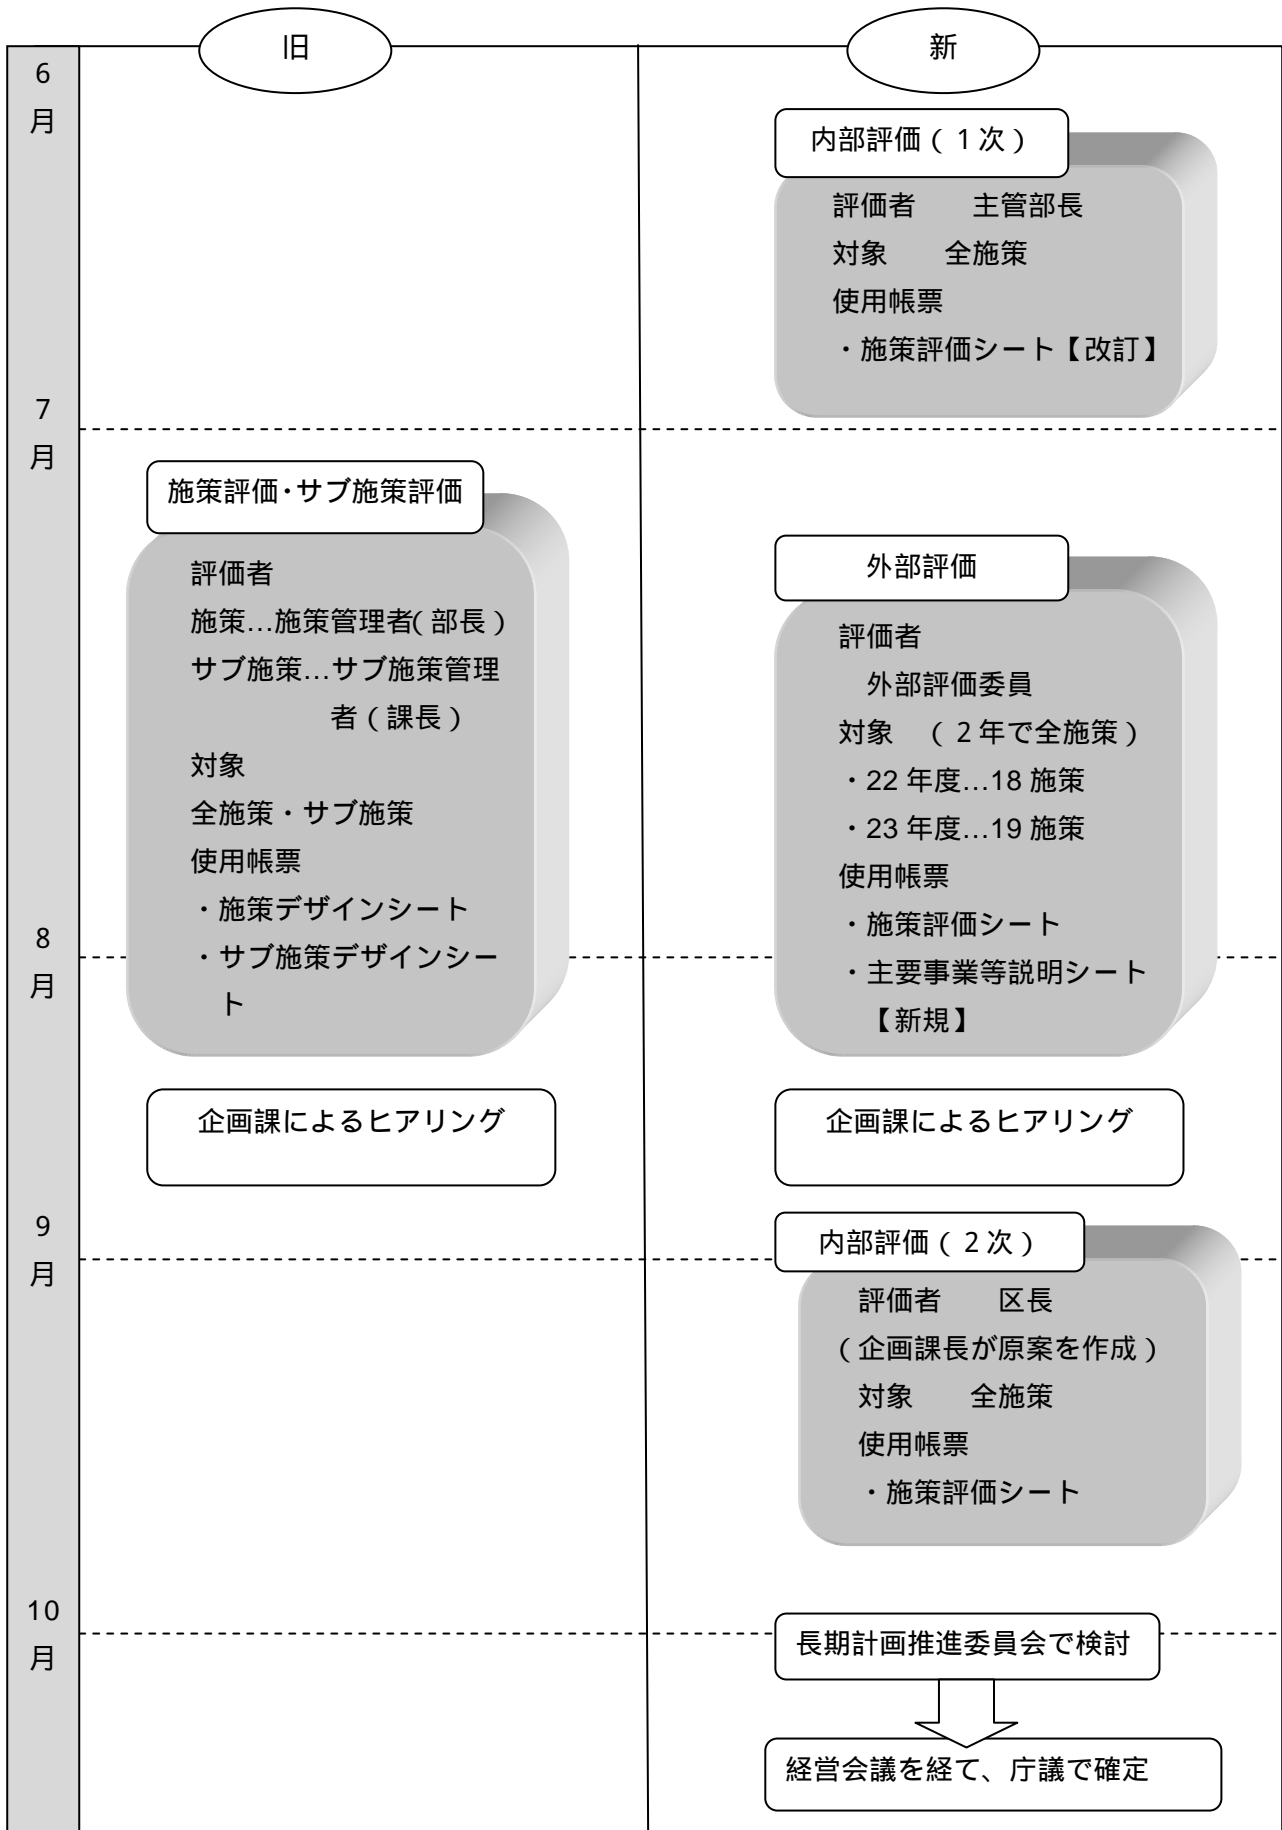 旧
新
6
月
内部評価(1次)
評価者　　主管部長
対象　　全施策
使用帳票
・施策評価シート【改訂】
7
月
施策評価・サブ施策評価
評価者
施策…施策管理者(部長)
サブ施策…サブ施策管理
者(課長)
対象
全施策・サブ施策
使用帳票
・施策デザインシート
・サブ施策デザインシー
ト
外部評価
評価者
外部評価委員
対象　(2年で全施策)
・22 年度…18 施策
・23 年度…19 施策
使用帳票
・施策評価シート
・主要事業等説明シート
【新規】
8
月
企画課によるヒアリング
企画課によるヒアリング
9
月
内部評価(2次)
評価者　　区長
(企画課長が原案を作成)
対象　　全施策
使用帳票
・施策評価シート
10
月
長期計画推進委員会で検討
経営会議を経て、庁議で確定